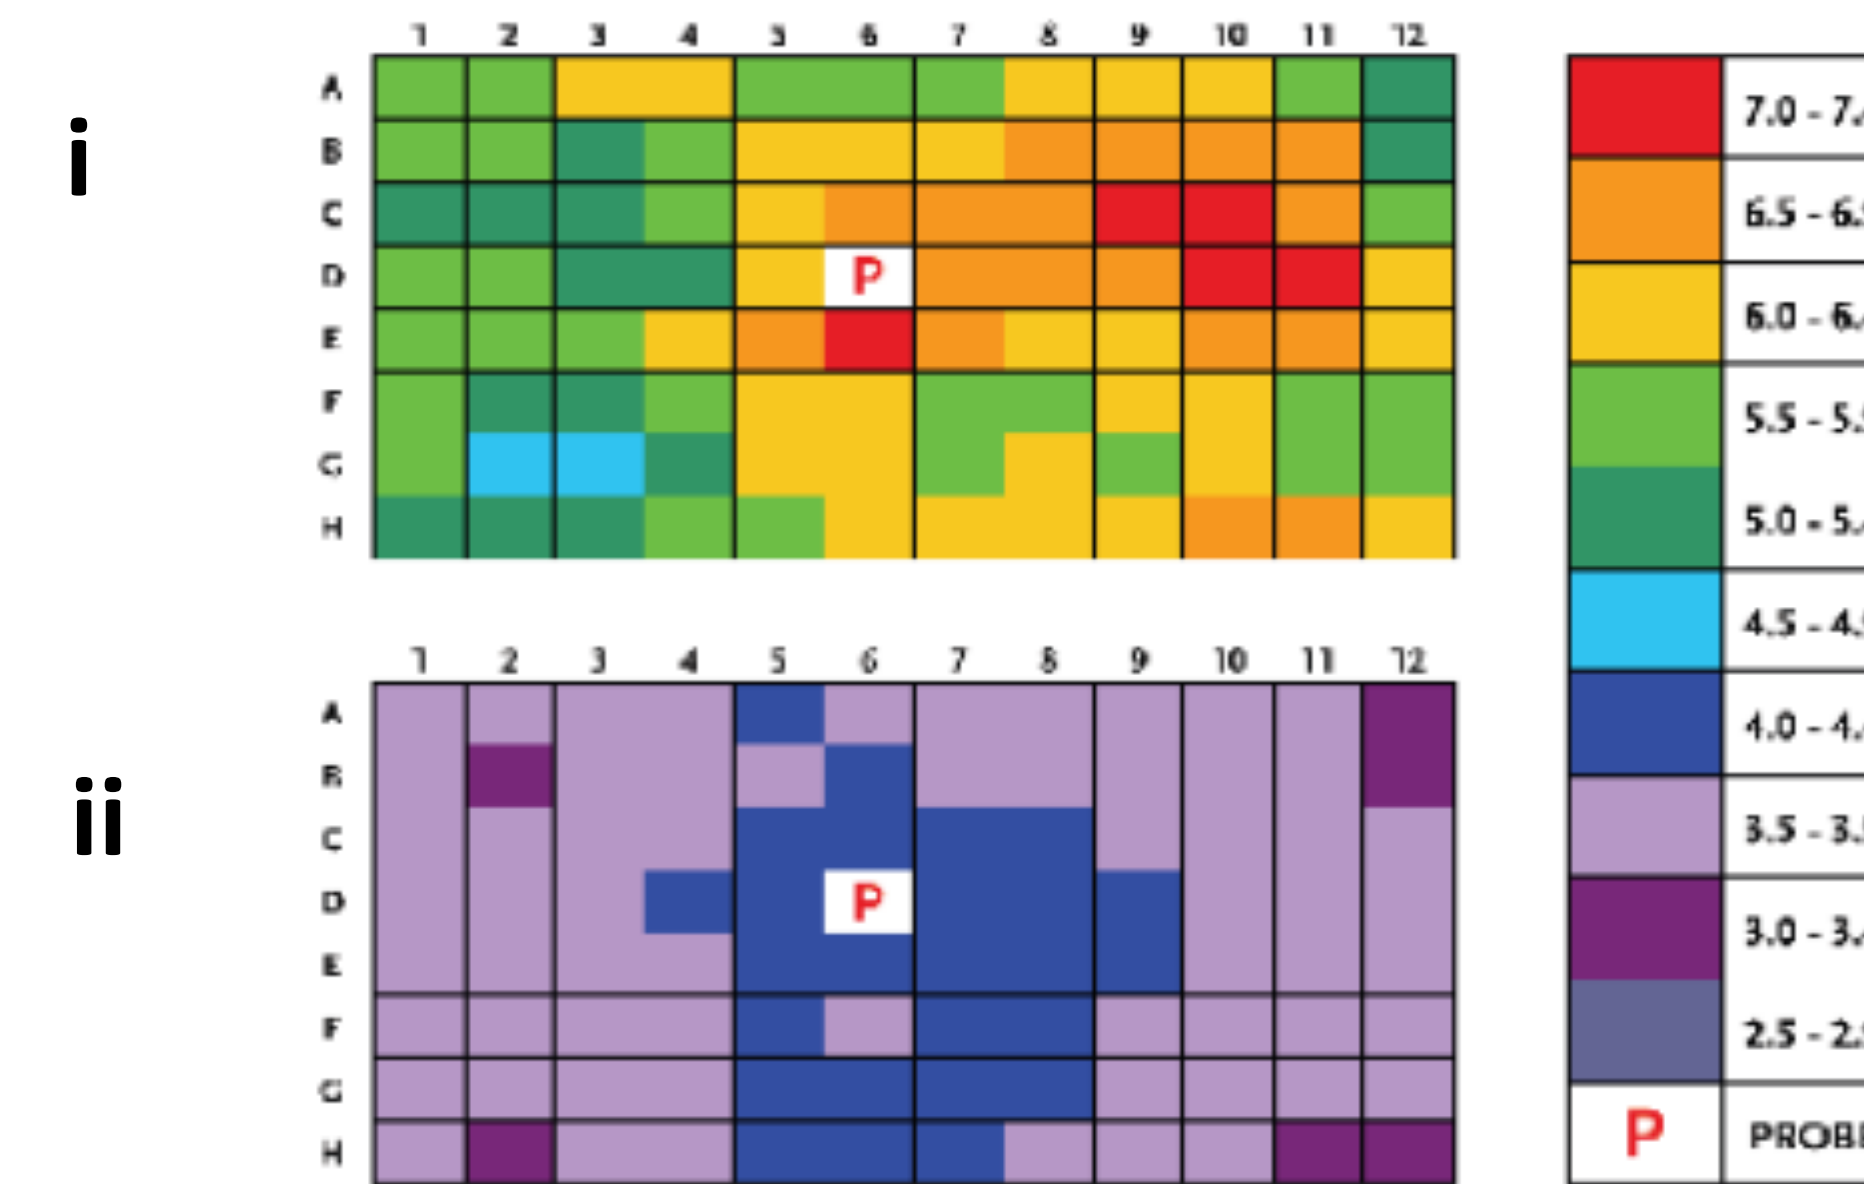 i
1 2 3 4 5 6 7 8 9 10 11 12
A
B
C
D P
E
F
G
H
ii
1 2 3 4 5 6 7 8 9 10 11 12
A
B
C
D P
E
F
G
H
7.0 - 7.
6.5 - 6.
6.0 - 6.
5.5 - 5.
5.0 - 5.
4.5 - 4.
4.0 - 4.
3.5 - 3.
3.0 - 3.
2.5 - 2.
P PROB